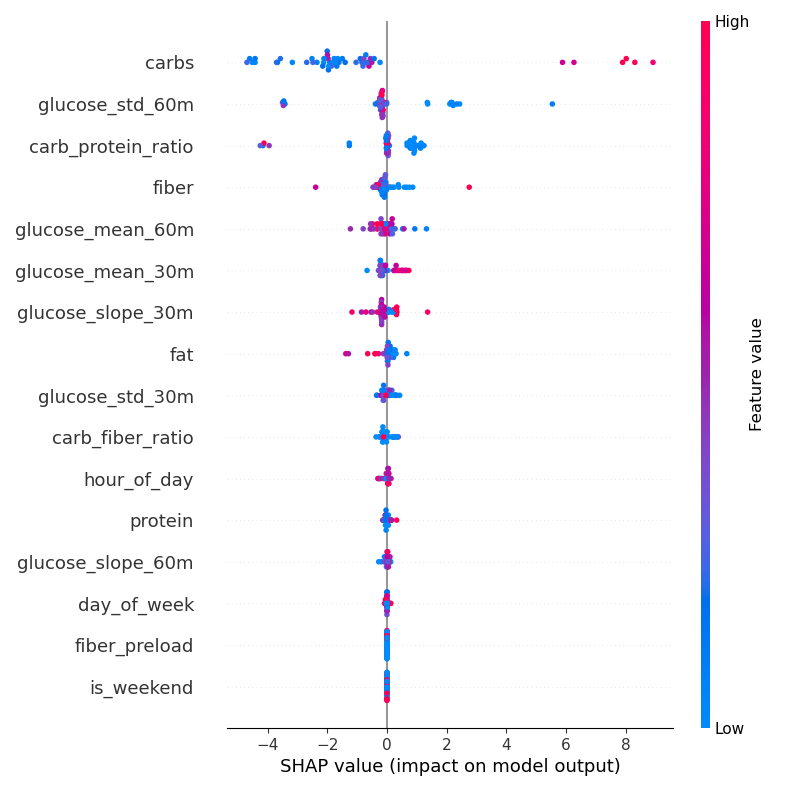 High
carbs
glucose_std_60m
carb_protein_ratio
fiber
glucose_mean_60m
glucose_mean_30m
glucose_slope_30m
fat
glucose_std_30m
carb_fiber_ratio
hour_of_day
protein
glucose_slope_60m
day_of_week
fiber_preload
is_weekend
Feature value
Low
−4 −2 0 2 4 6 8
SHAP value (impact on model output)